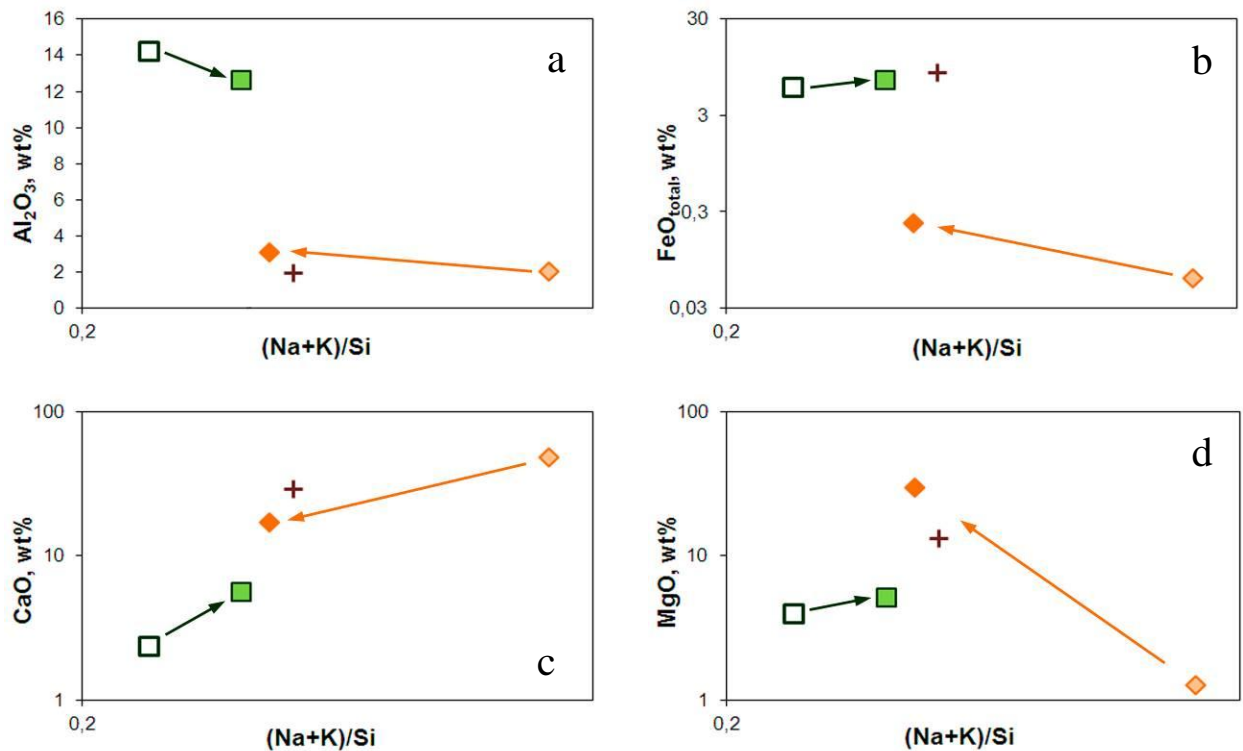 16
14
12
10
8
6
4
2
0
Al₂O₃, wt%
0,2
(Na+K)/Si
a
30
3
0,3
0,03
FeO_total, wt%
0,2
(Na+K)/Si
b
100
10
1
CaO, wt%
0,2
(Na+K)/Si
c
100
10
1
MgO, wt%
0,2
(Na+K)/Si
d